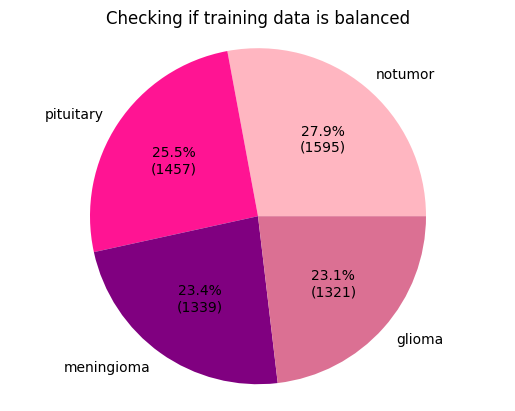 Checking if training data is balanced
notumor
27.9%
(1595)
pituitary
25.5%
(1457)
23.4%
(1339)
meningioma
23.1%
(1321)
glioma